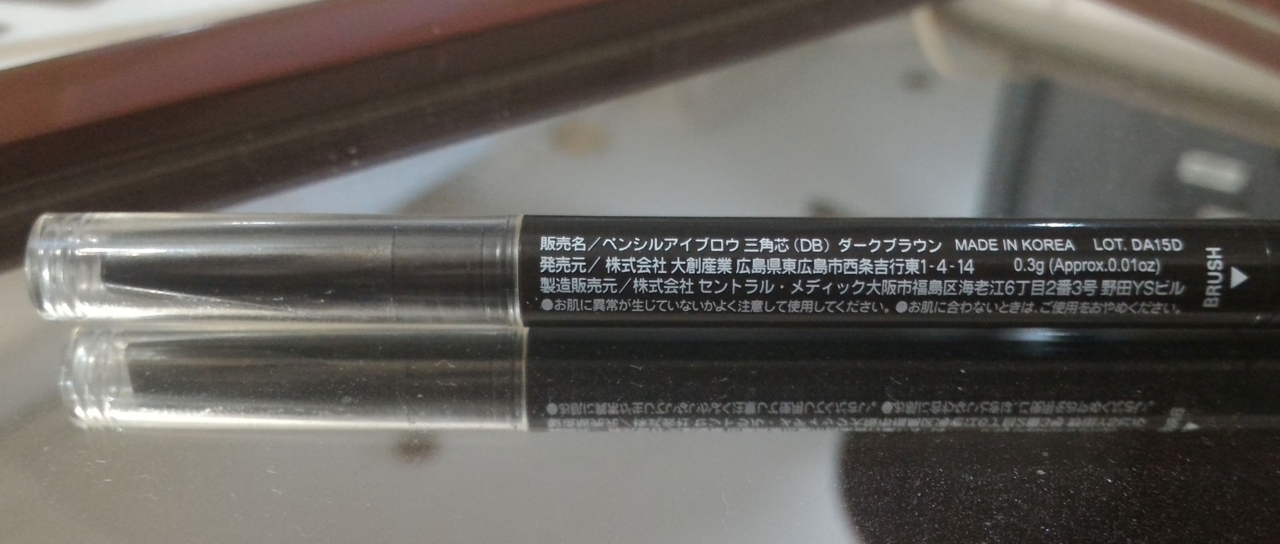 販売名／ペンシルアイブロウ 三角芯（DB）ダークブラウン MADE IN KOREA LOT. DA15D
発売元／株式会社 大創産業 広島県東広島市西条吉行東1-4-14 0.3g (Approx.0.01oz)
製造販売元／株式会社 セントラル・メディック大阪市福島区海老江6丁目2番3号 野田YSビル
●お肌に異常が生じていないかよく注意して使用してください。●お肌に合わないときは、ご使用をおやめください。
BRUSH ▶